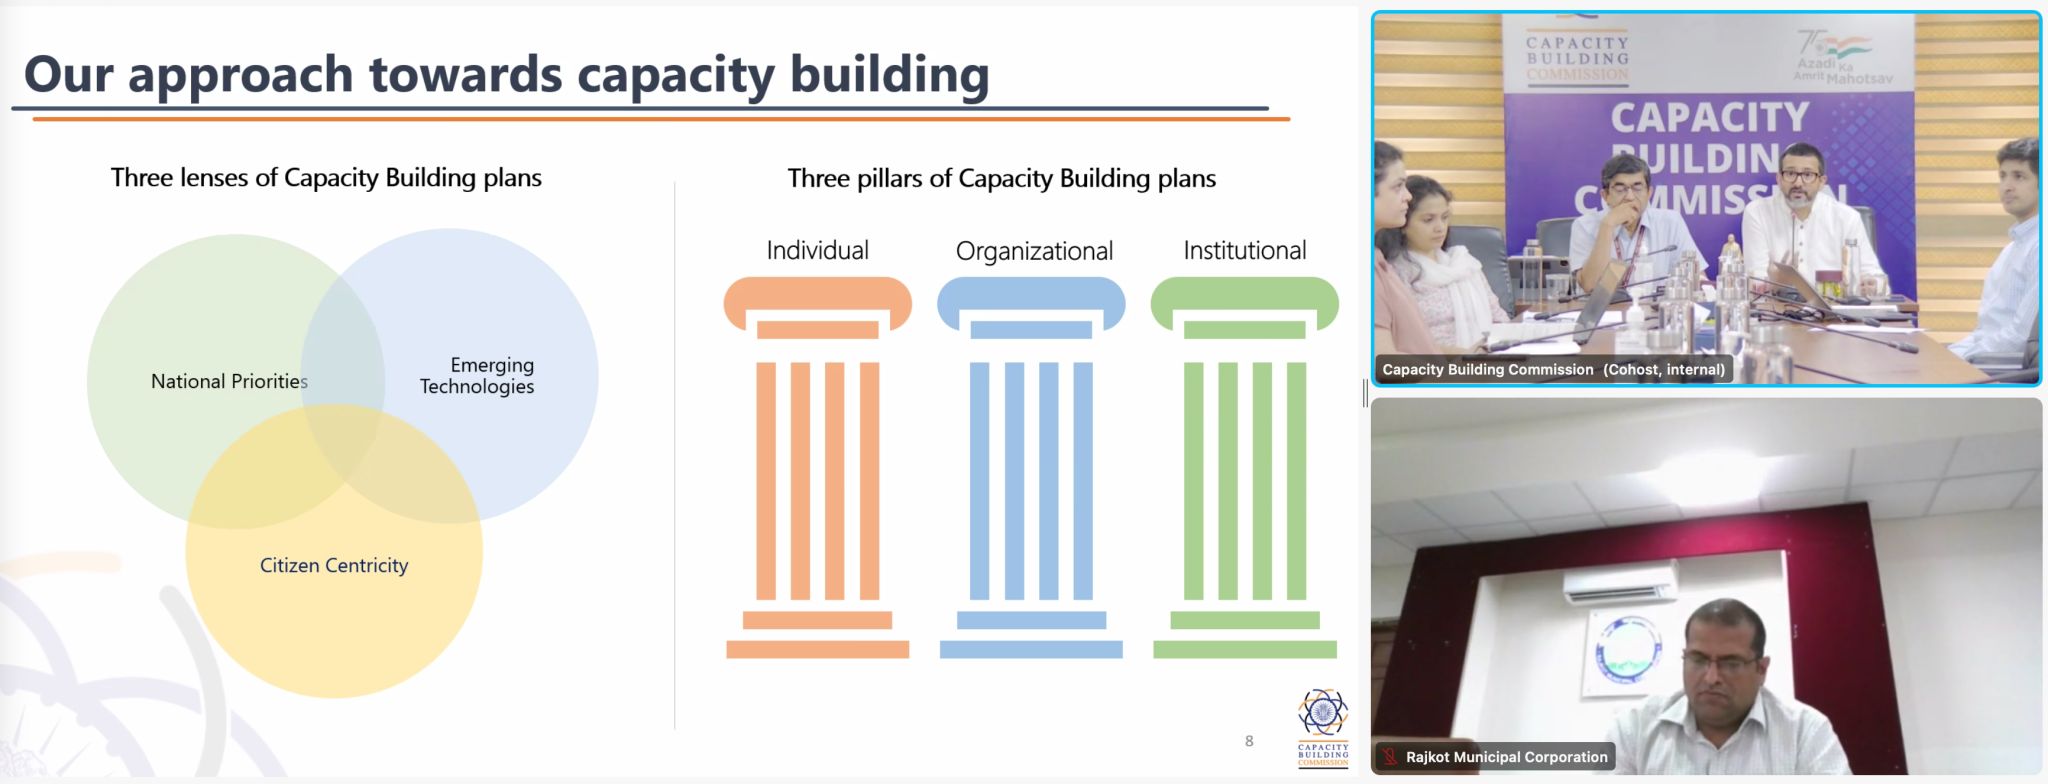 Our approach towards capacity building
Three lenses of Capacity Building plans
National Priorities
Emerging
Technologies
Citizen Centricity
Three pillars of Capacity Building plans
Individual
Organizational
Institutional
8
CAPACITY
BUILDING
COMMISSION
CAPACITY
BUILDING
COMMISSION
75
Azadi
Ka
Amrit Mahotsav
CAPACITY
BUILDING
COMMISSION
Capacity Building Commission (Cohost, internal)
Rajkot Municipal Corporation